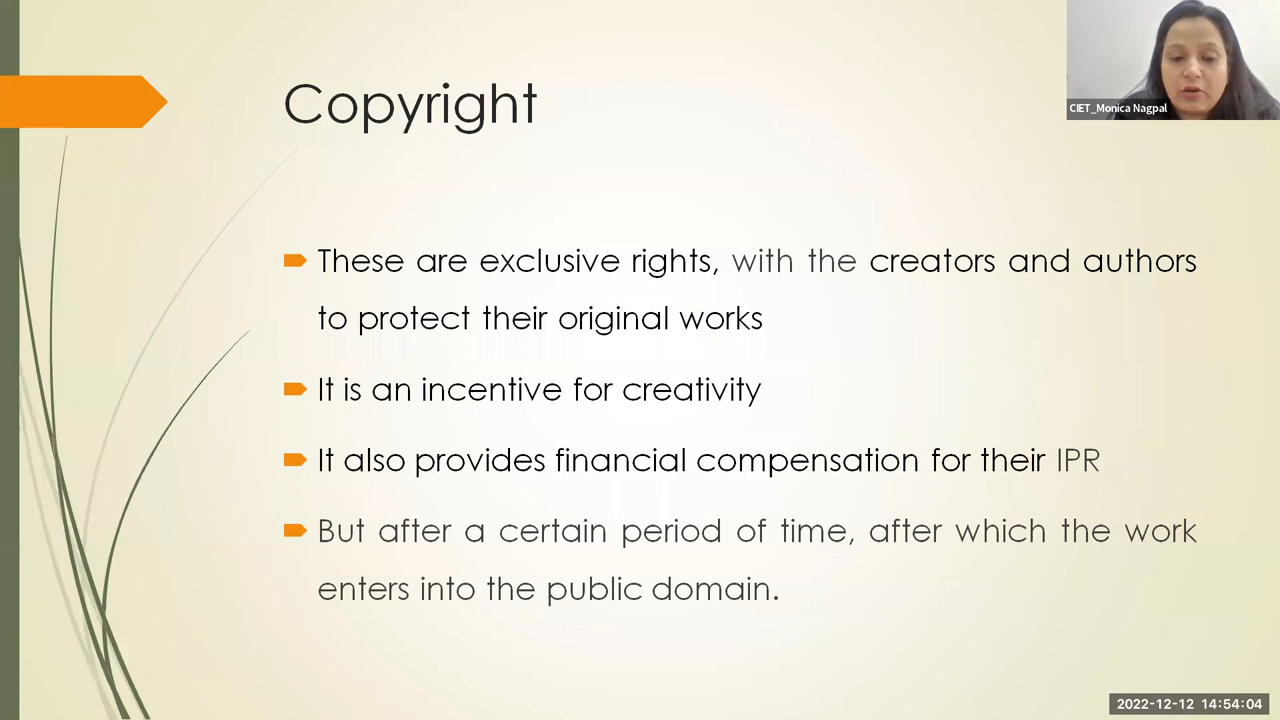 Copyright
CIET_Monica Nagpal
These are exclusive rights, with the creators and authors
to protect their original works
It is an incentive for creativity
It also provides financial compensation for their IPR
But after a certain period of time, after which the work
enters into the public domain.
2022-12-12 14:54:04